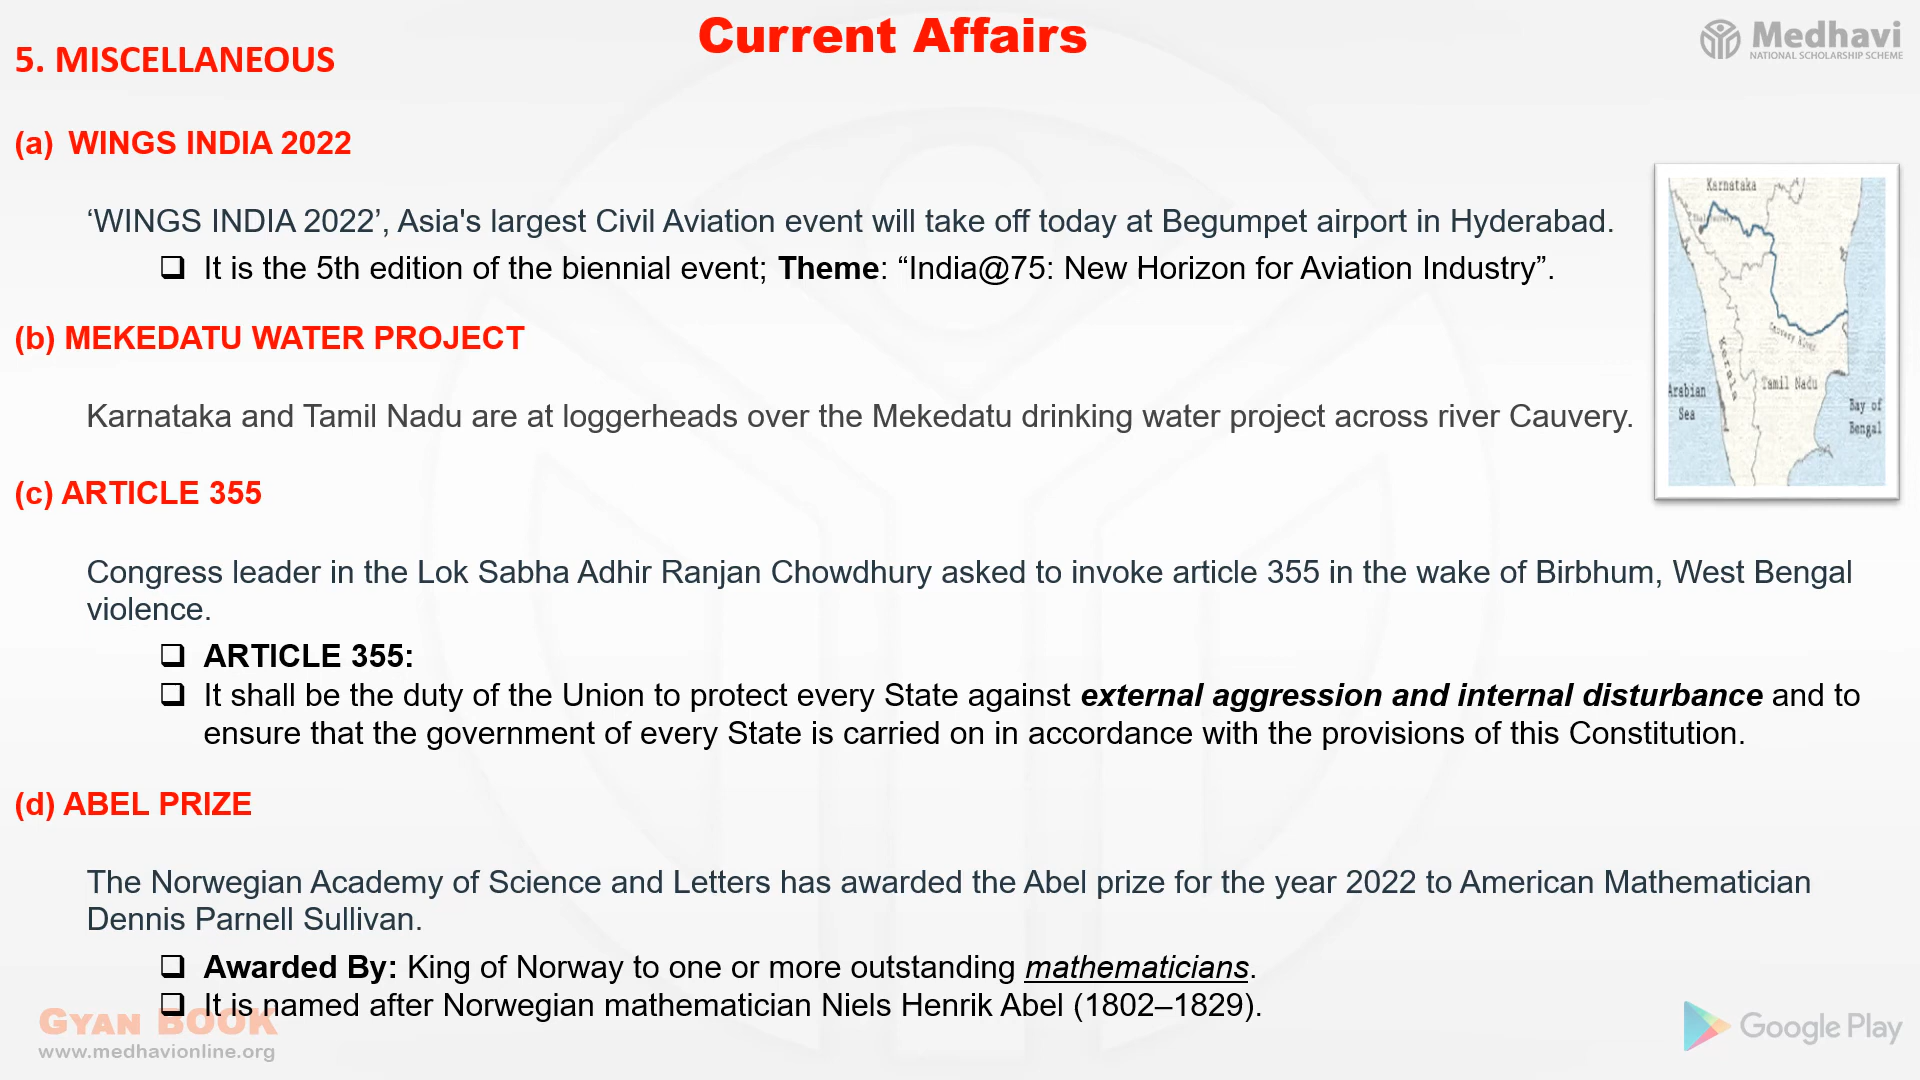 Current Affairs
Medhavi
NATIONAL SCHOLARSHIP SCHEME
5. MISCELLANEOUS
(a) WINGS INDIA 2022
‘WINGS INDIA 2022’, Asia's largest Civil Aviation event will take off today at Begumpet airport in Hyderabad.
❑ It is the 5th edition of the biennial event; Theme: “India@75: New Horizon for Aviation Industry”.
(b) MEKEDATU WATER PROJECT
Karnataka and Tamil Nadu are at loggerheads over the Mekedatu drinking water project across river Cauvery.
Karnataka
Cauvery River
Kerala
Tamil Nadu
Arabian
Sea
Bay of
Bengal
(c) ARTICLE 355
Congress leader in the Lok Sabha Adhir Ranjan Chowdhury asked to invoke article 355 in the wake of Birbhum, West Bengal
violence.
❑ ARTICLE 355:
❑ It shall be the duty of the Union to protect every State against external aggression and internal disturbance and to
ensure that the government of every State is carried on in accordance with the provisions of this Constitution.
(d) ABEL PRIZE
The Norwegian Academy of Science and Letters has awarded the Abel prize for the year 2022 to American Mathematician
Dennis Parnell Sullivan.
❑ Awarded By: King of Norway to one or more outstanding mathematicians.
❑ It is named after Norwegian mathematician Niels Henrik Abel (1802–1829).
GYAN BOOK
www.medhavionline.org
Google Play